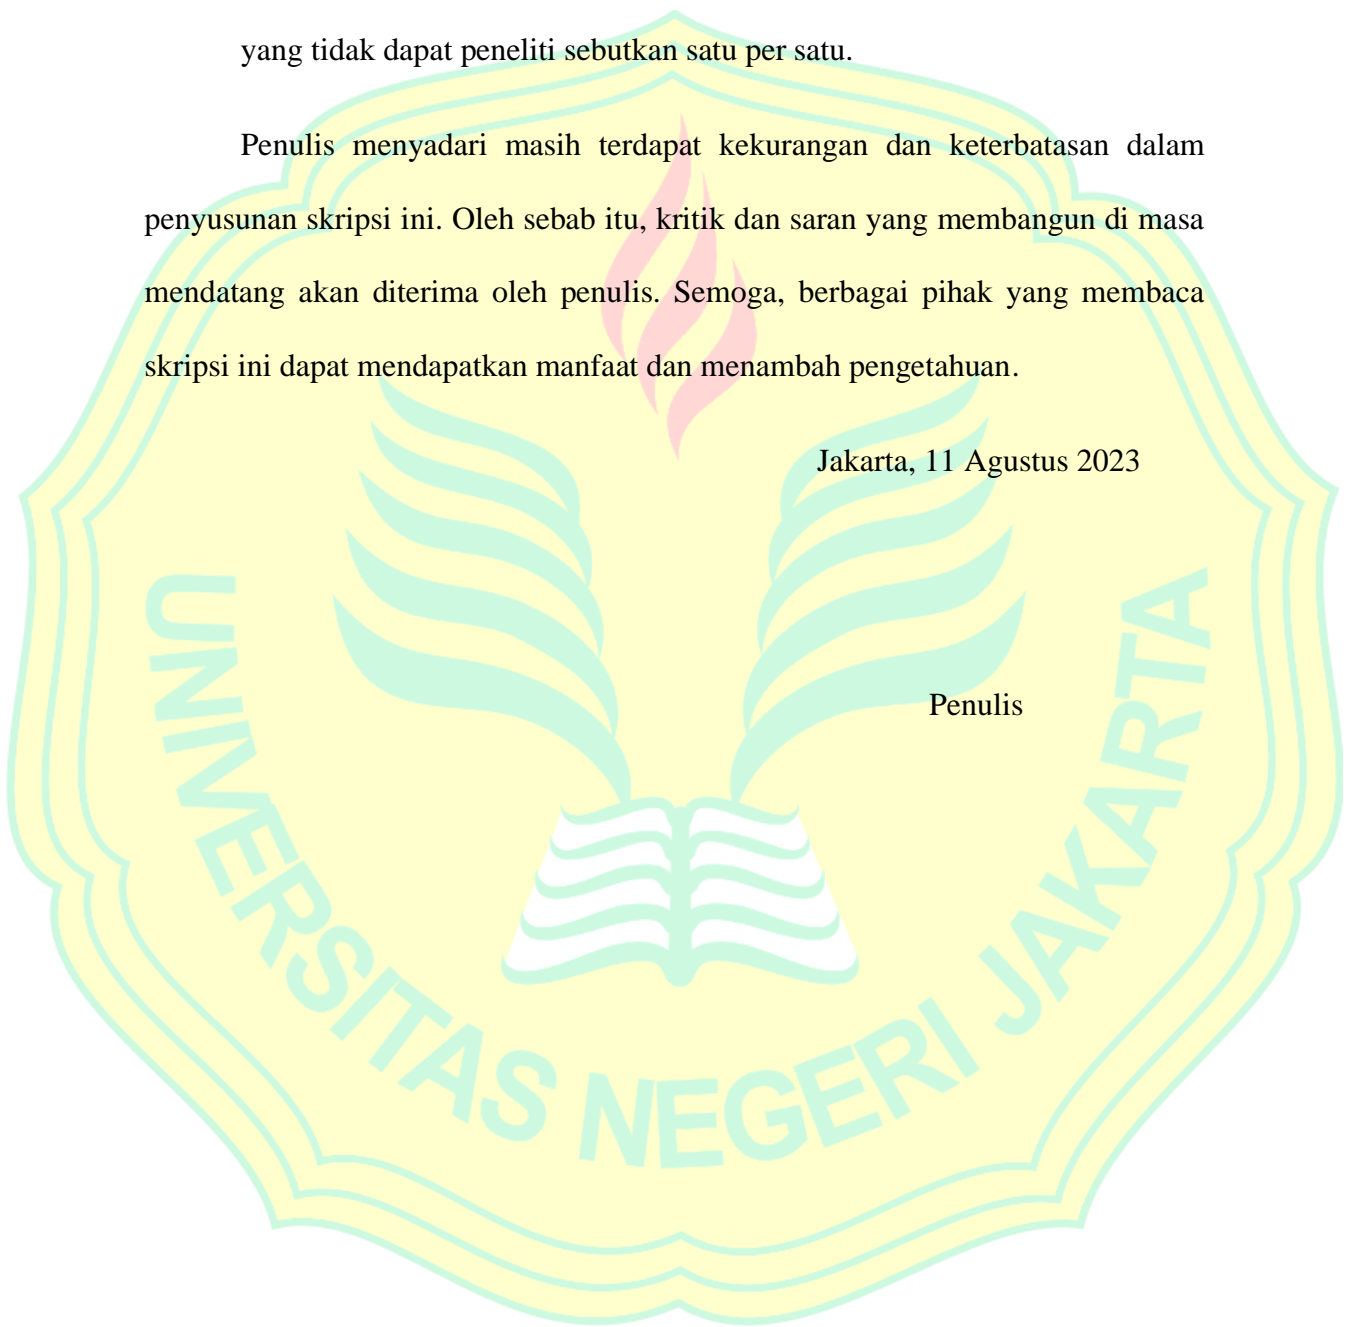 yang tidak dapat peneliti sebutkan satu per satu.
Penulis menyadari masih terdapat kekurangan dan keterbatasan dalam
penyusunan skripsi ini. Oleh sebab itu, kritik dan saran yang membangun di masa
mendatang akan diterima oleh penulis. Semoga, berbagai pihak yang membaca
skripsi ini dapat mendapatkan manfaat dan menambah pengetahuan.
Jakarta, 11 Agustus 2023
Penulis
UNIVERSITAS NEGERI JAKARTA